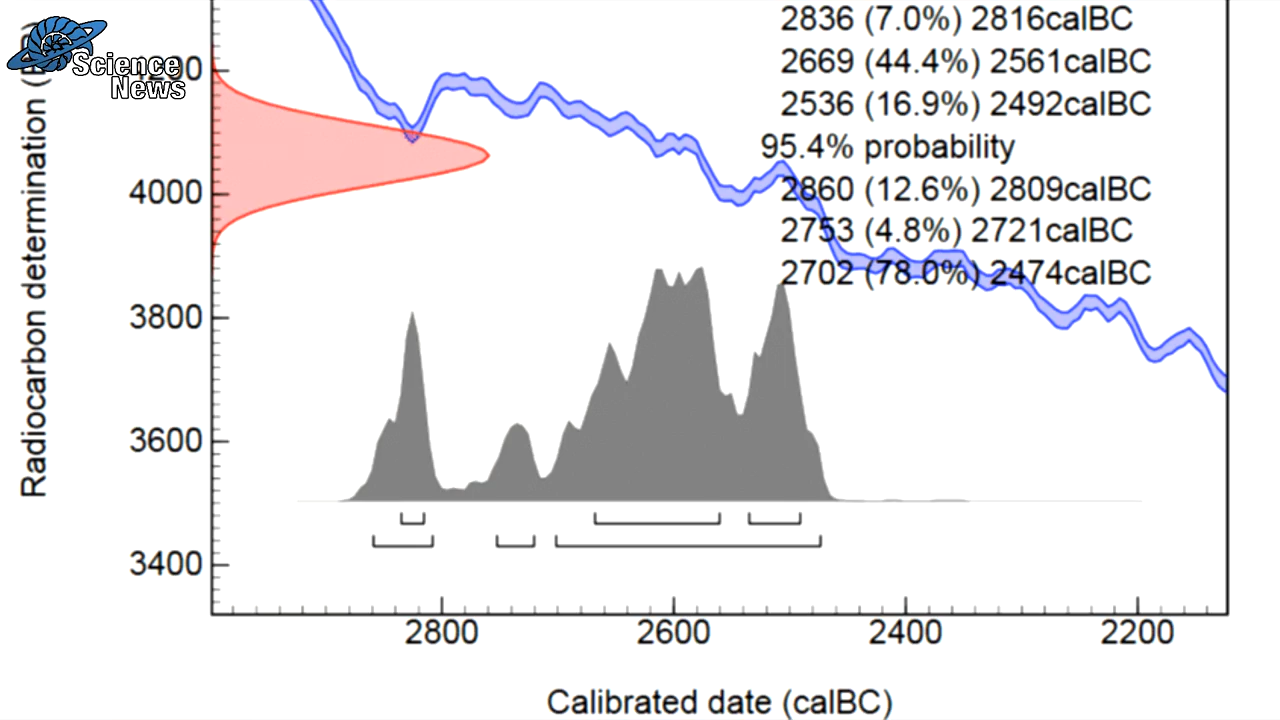 Science
News
2836 (7.0%) 2816calBC
2669 (44.4%) 2561calBC
2536 (16.9%) 2492calBC
95.4% probability
2860 (12.6%) 2809calBC
2753 (4.8%) 2721calBC
2702 (78.0%) 2474calBC
Radiocarbon determination
4000
3800
3600
3400
2800
2600
2400
2200
Calibrated date (calBC)